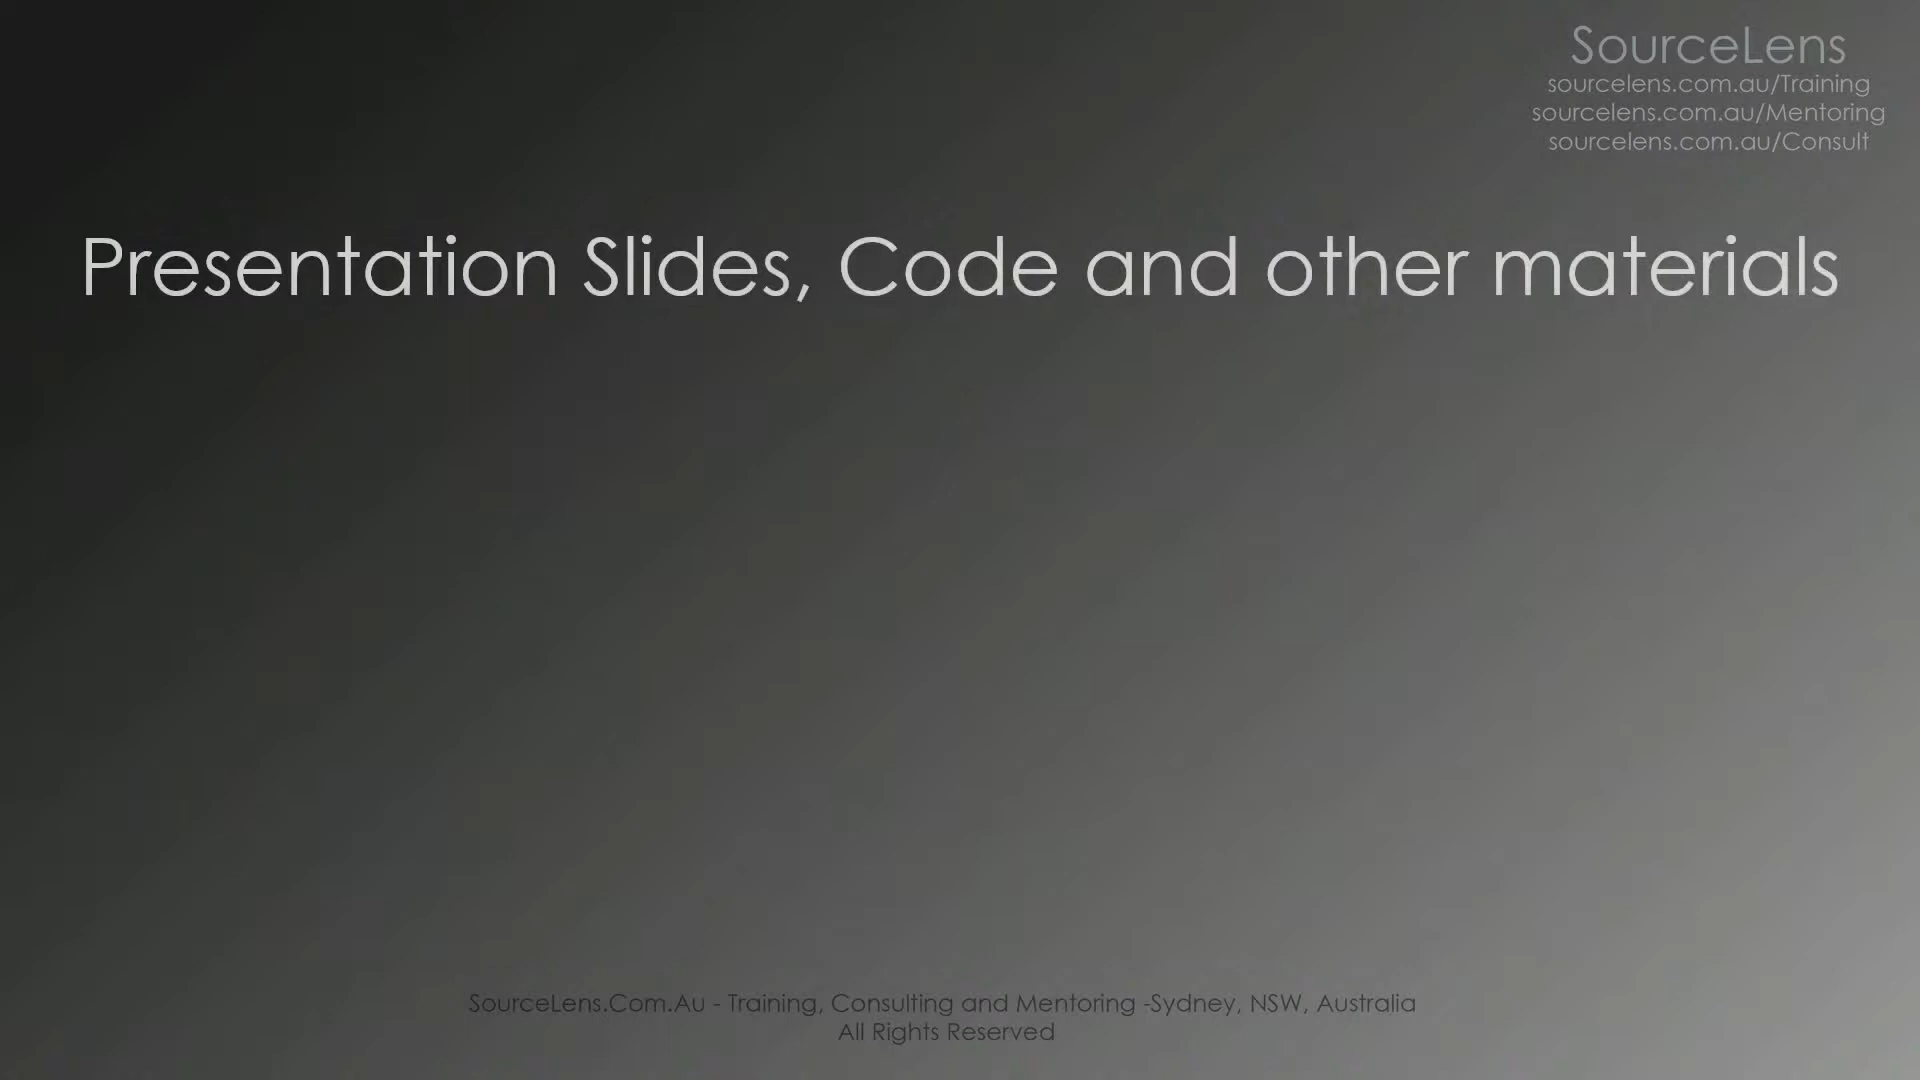 SourceLens
sourcelens.com.au/Training
sourcelens.com.au/Mentoring
sourcelens.com.au/Consult
Presentation Slides, Code and other materials
SourceLens.Com.Au - Training, Consulting and Mentoring -Sydney, NSW, Australia
All Rights Reserved